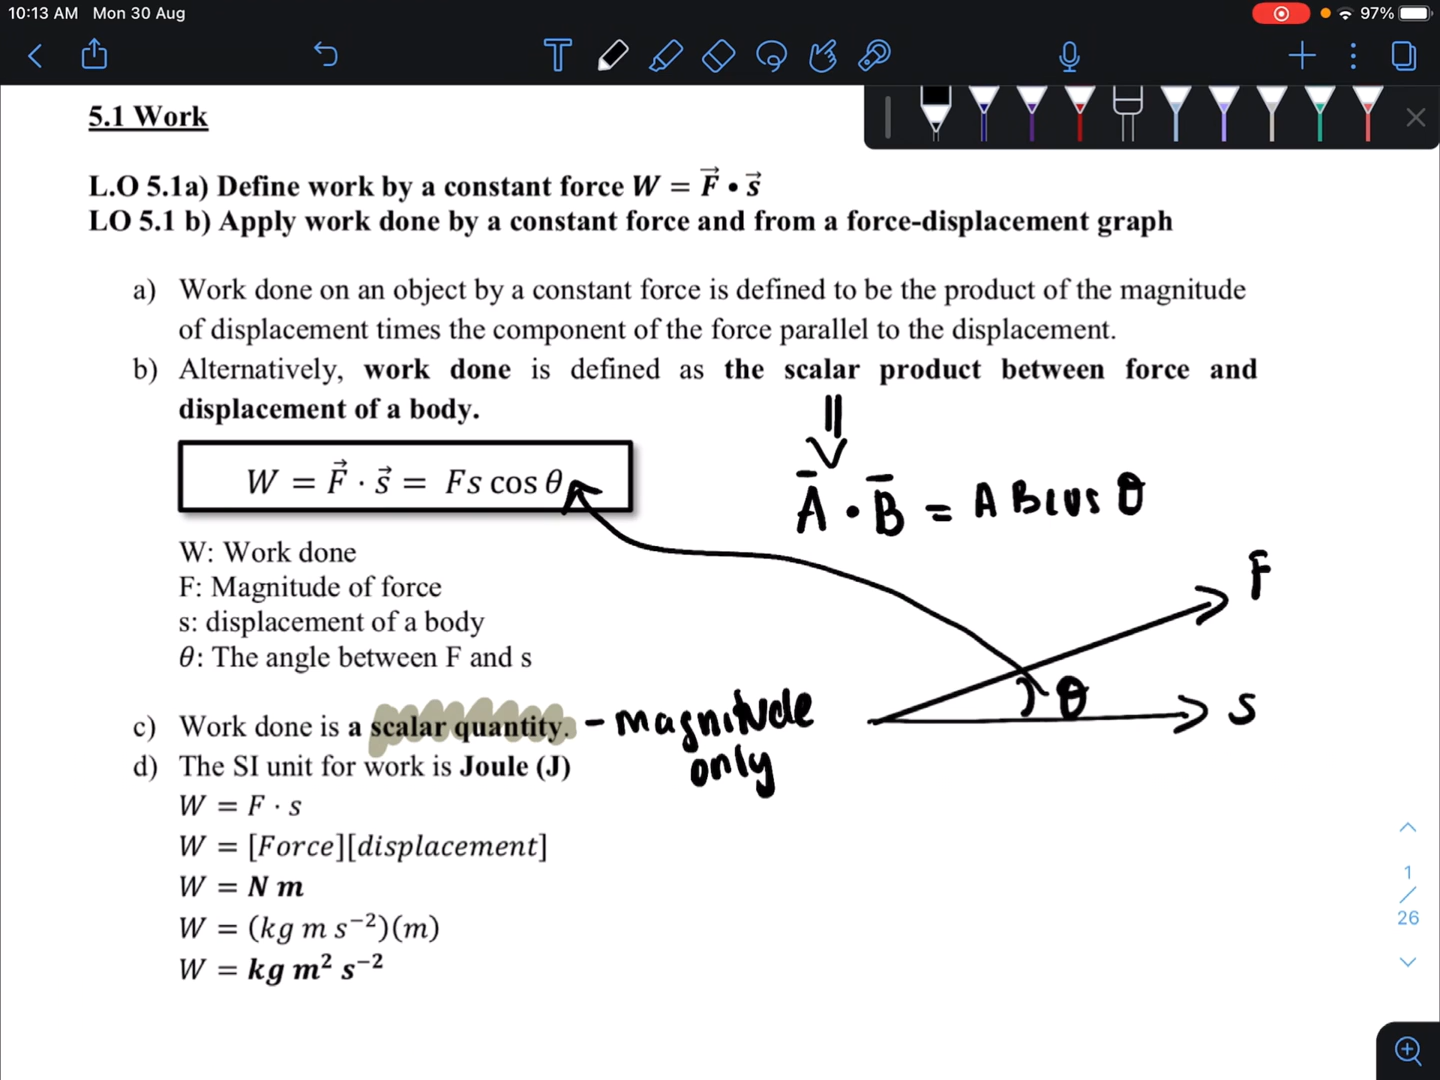 10:13 AM Mon 30 Aug
97%
T
5.1 Work
L.O 5.1a) Define work by a constant force W = F⃗ • s⃗
LO 5.1 b) Apply work done by a constant force and from a force-displacement graph
a) Work done on an object by a constant force is defined to be the product of the magnitude
of displacement times the component of the force parallel to the displacement.
b) Alternatively, work done is defined as the scalar product between force and
displacement of a body.
W = F⃗ · s⃗ = Fs cos θ
A̅ • B̅ = A B cos θ
W: Work done
F: Magnitude of force
s: displacement of a body
θ: The angle between F and s
F
θ
s
c) Work done is a scalar quantity. - magnitude
only
d) The SI unit for work is Joule (J)
W = F · s
W = [Force][displacement]
W = N m
W = (kg m s⁻²)(m)
W = kg m² s⁻²
1
/
26